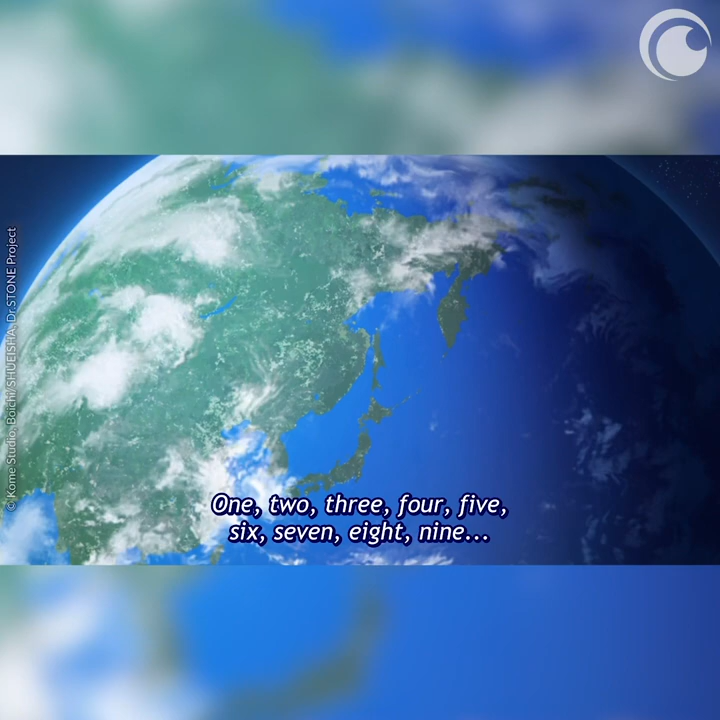 © Kome Studio, Boichi/SHUEISHA, Dr.STONE Project
One, two, three, four, five,
six, seven, eight, nine...